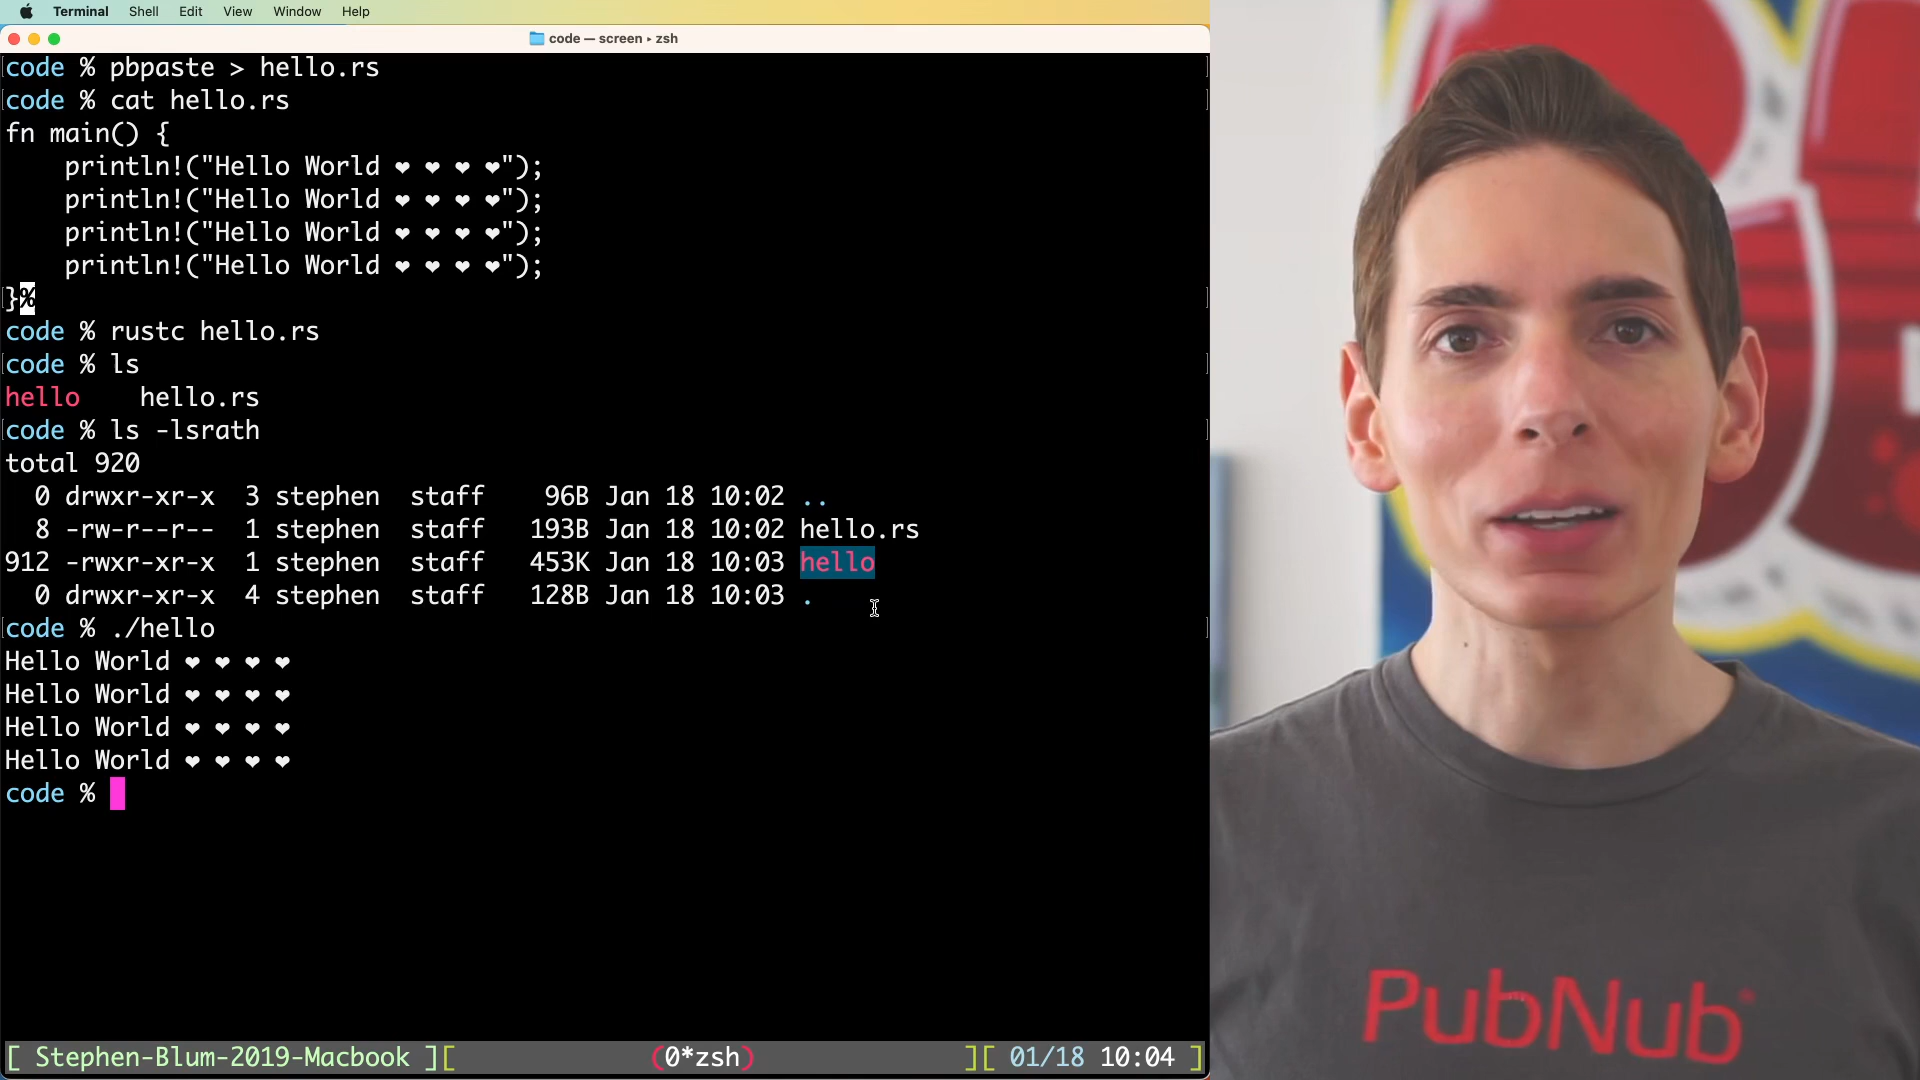 Terminal Shell Edit View Window Help
code — screen ▸ zsh
code % pbpaste > hello.rs
code % cat hello.rs
fn main() {
    println!("Hello World ❤ ❤ ❤ ❤");
    println!("Hello World ❤ ❤ ❤ ❤");
    println!("Hello World ❤ ❤ ❤ ❤");
    println!("Hello World ❤ ❤ ❤ ❤");
}%
code % rustc hello.rs
code % ls
hello    hello.rs
code % ls -lsrath
total 920
  0 drwxr-xr-x  3 stephen  staff    96B Jan 18 10:02 ..
  8 -rw-r--r--  1 stephen  staff   193B Jan 18 10:02 hello.rs
912 -rwxr-xr-x  1 stephen  staff   453K Jan 18 10:03 hello
  0 drwxr-xr-x  4 stephen  staff   128B Jan 18 10:03 .
code % ./hello
Hello World ❤ ❤ ❤ ❤
Hello World ❤ ❤ ❤ ❤
Hello World ❤ ❤ ❤ ❤
Hello World ❤ ❤ ❤ ❤
code %
[ Stephen-Blum-2019-Macbook ][ (0*zsh) ][ 01/18 10:04 ]
PubNub